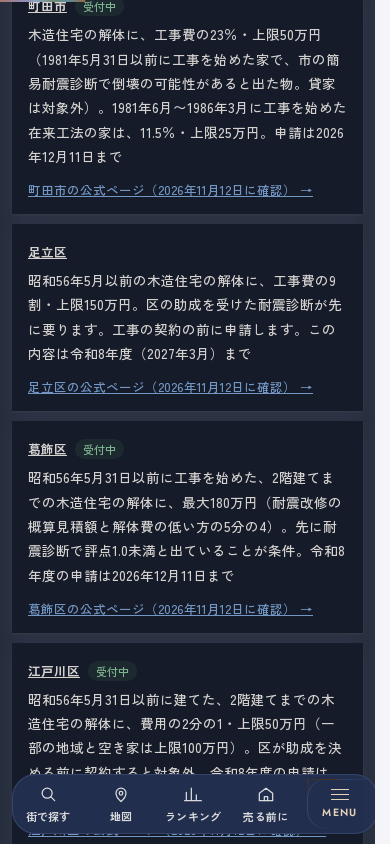 町田市 受付中
木造住宅の解体に、工事費の23%・上限50万円
（1981年5月31日以前に工事を始めた家で、市の簡
易耐震診断で倒壊の可能性があると出た物。貸家
は対象外）。1981年6月〜1986年3月に工事を始めた
在来工法の家は、11.5%・上限25万円。申請は2026
年12月11日まで
町田市の公式ページ（2026年11月12日に確認） →
足立区
昭和56年5月以前の木造住宅の解体に、工事費の9
割・上限150万円。区の助成を受けた耐震診断が先
に要ります。工事の契約の前に申請します。この
内容は令和8年度（2027年3月）まで
足立区の公式ページ（2026年11月12日に確認） →
葛飾区 受付中
昭和56年5月31日以前に工事を始めた、2階建てま
での木造住宅の解体に、最大180万円（耐震改修の
概算見積額と解体費の低い方の5分の4）。先に耐
震診断で評点1.0未満と出ていることが条件。令和8
年度の申請は2026年12月11日まで
葛飾区の公式ページ（2026年11月12日に確認） →
江戸川区 受付中
昭和56年5月31日以前に建てた、2階建てまでの木
造住宅の解体に、費用の2分の1・上限50万円（一
部の地域と空き家は上限100万円）。区が助成を決
める前に契約すると対象外。令和8年度の申請は
街で探す 地図 ランキング 売る前に MENU